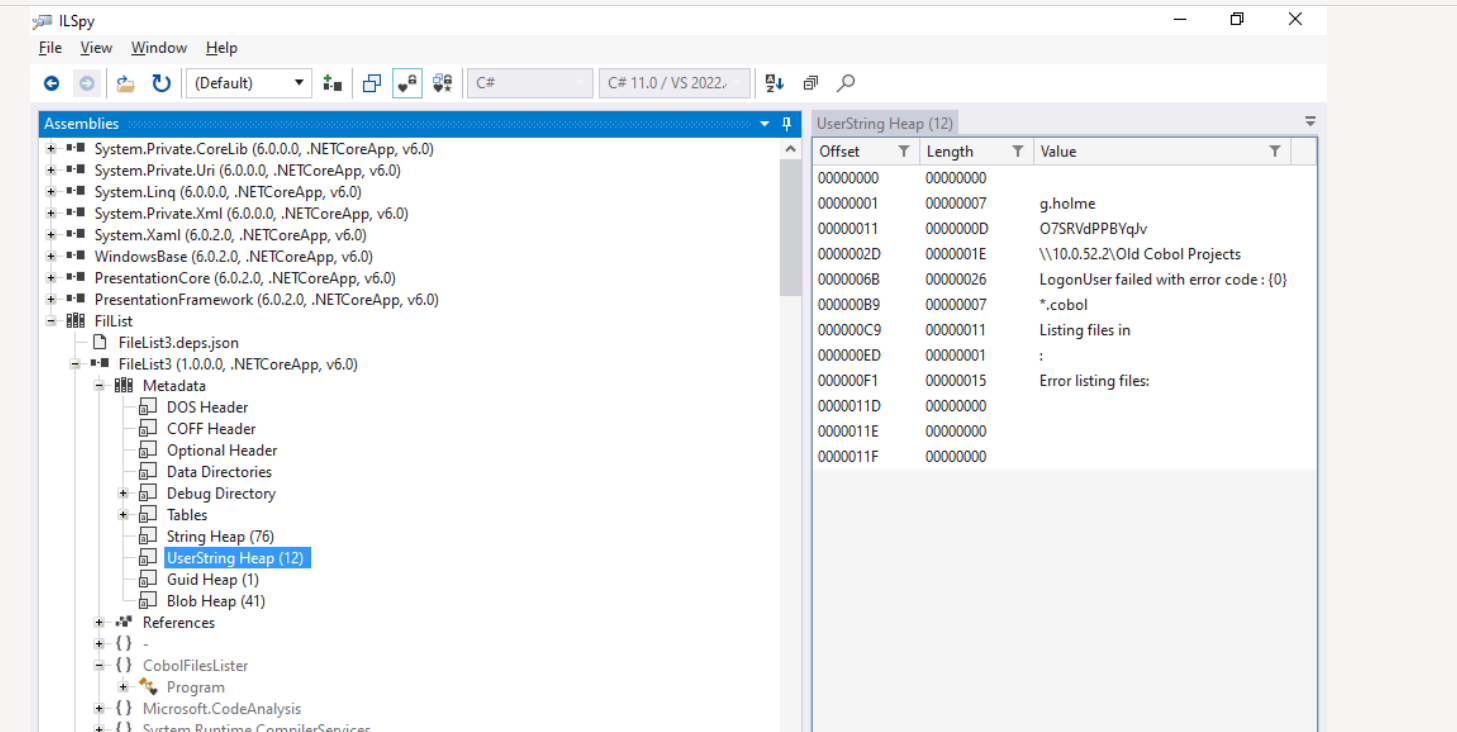 ILSpy
File View Window Help
(Default) C# C# 11.0 / VS 2022.
Assemblies
System.Private.CoreLib (6.0.0.0, .NETCoreApp, v6.0)
System.Private.Uri (6.0.0.0, .NETCoreApp, v6.0)
System.Linq (6.0.0.0, .NETCoreApp, v6.0)
System.Private.Xml (6.0.0.0, .NETCoreApp, v6.0)
System.Xaml (6.0.2.0, .NETCoreApp, v6.0)
WindowsBase (6.0.2.0, .NETCoreApp, v6.0)
PresentationCore (6.0.2.0, .NETCoreApp, v6.0)
PresentationFramework (6.0.2.0, .NETCoreApp, v6.0)
FilList
FileList3.deps.json
FileList3 (1.0.0.0, .NETCoreApp, v6.0)
Metadata
DOS Header
COFF Header
Optional Header
Data Directories
Debug Directory
Tables
String Heap (76)
UserString Heap (12)
Guid Heap (1)
Blob Heap (41)
References
{ } -
{ } CobolFilesLister
Program
{ } Microsoft.CodeAnalysis
{ } System.Runtime.CompilerServices
UserString Heap (12)
Offset Length Value
00000000 00000000
00000001 00000007 g.holme
00000011 0000000D O7SRVdPPBYqJv
0000002D 0000001E \\10.0.52.2\Old Cobol Projects
0000006B 00000026 LogonUser failed with error code : {0}
000000B9 00000007 *.cobol
000000C9 00000011 Listing files in
000000ED 00000001 :
000000F1 00000015 Error listing files:
0000011D 00000000
0000011E 00000000
0000011F 00000000